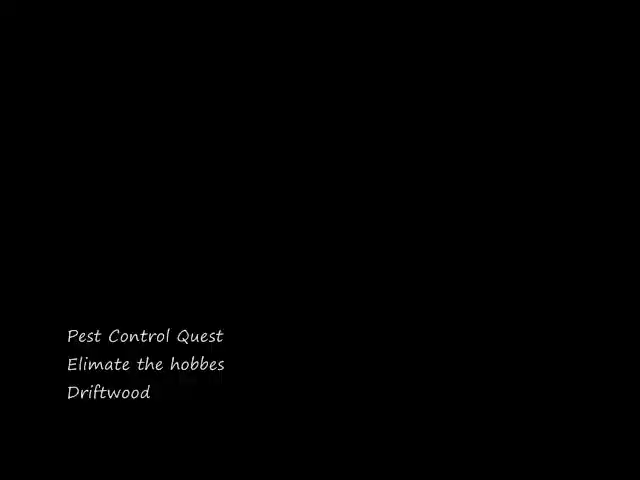 Pest Control Quest
Elimate the hobbes
Driftwood